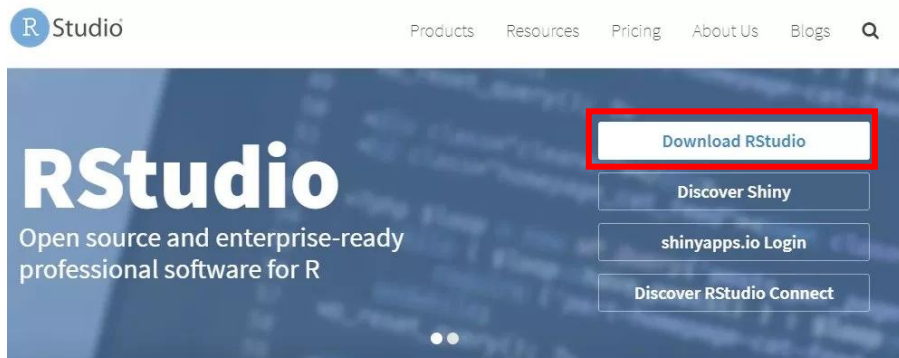 R Studio
Products Resources Pricing About Us Blogs
Download RStudio
RStudio
Discover Shiny
Open source and enterprise-ready
professional software for R
shinyapps.io Login
Discover RStudio Connect